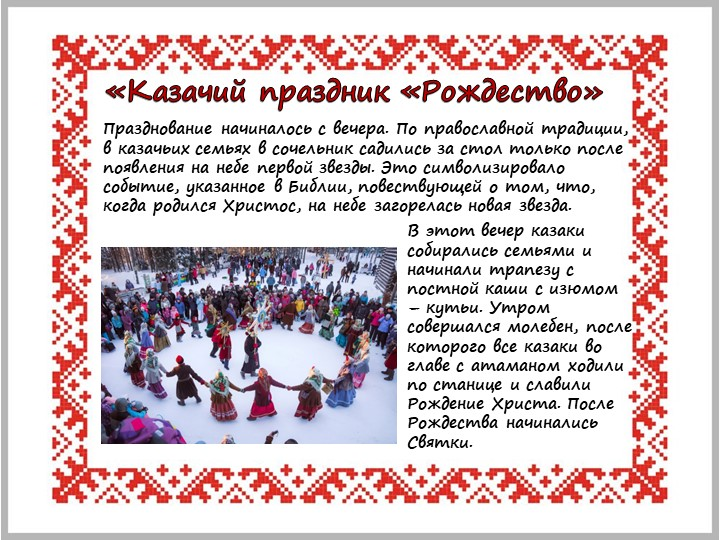 «Казачий праздник «Рождество»
Празднование начиналось с вечера. По православной традиции,
в казачьих семьях в сочельник садились за стол только после
появления на небе первой звезды. Это символизировало
событие, указанное в Библии, повествующей о том, что,
когда родился Христос, на небе загорелась новая звезда.
В этот вечер казаки
собирались семьями и
начинали трапезу с
постной каши с изюмом
– кутьи. Утром
совершался молебен, после
которого все казаки во
главе с атаманом ходили
по станице и славили
Рождение Христа. После
Рождества начинались
Святки.